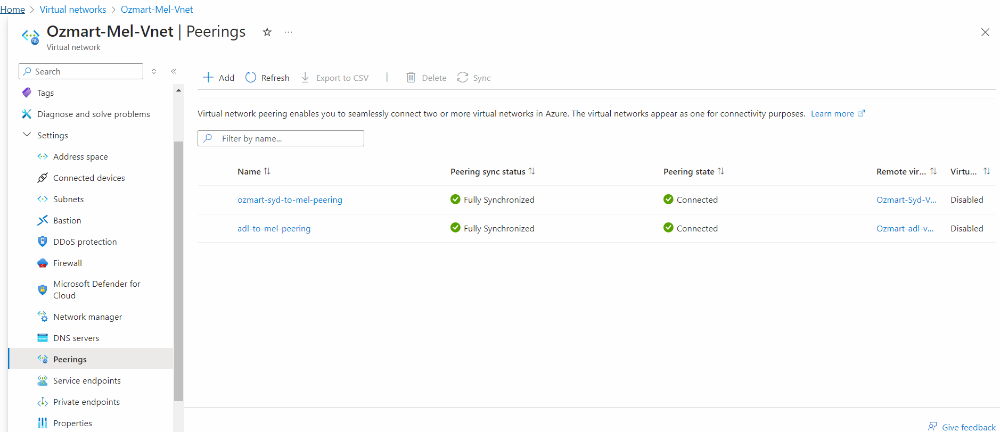 Home > Virtual networks > Ozmart-Mel-Vnet
Ozmart-Mel-Vnet | Peerings
Virtual network
Search
Tags
Diagnose and solve problems
Settings
Address space
Connected devices
Subnets
Bastion
DDoS protection
Firewall
Microsoft Defender for
Cloud
Network manager
DNS servers
Peerings
Service endpoints
Private endpoints
Properties
Add Refresh Export to CSV | Delete Sync
Virtual network peering enables you to seamlessly connect two or more virtual networks in Azure. The virtual networks appear as one for connectivity purposes. Learn more
Filter by name...
Name Peering sync status Peering state Remote vir... Virtu...
ozmart-syd-to-mel-peering Fully Synchronized Connected Ozmart-Syd-V... Disabled
adl-to-mel-peering Fully Synchronized Connected Ozmart-adl-v... Disabled
Give feedback